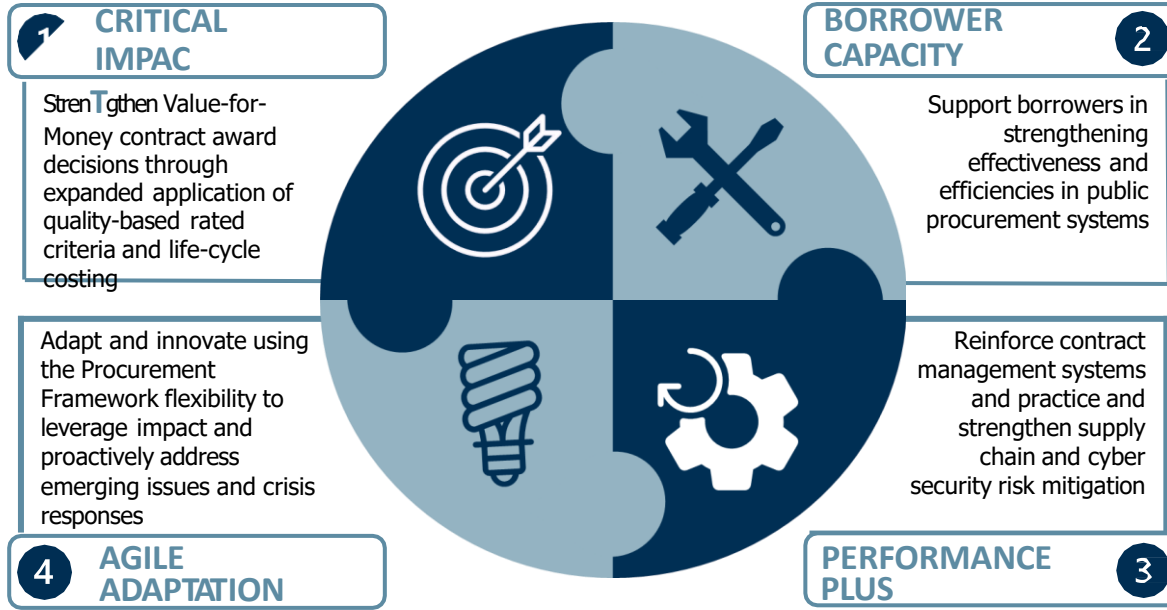 1
CRITICAL
IMPAC
StrenTgthen Value-for-
Money contract award
decisions through
expanded application of
quality-based rated
criteria and life-cycle
costing
BORROWER
CAPACITY
2
Support borrowers in
strengthening
effectiveness and
efficiencies in public
procurement systems
Adapt and innovate using
the Procurement
Framework flexibility to
leverage impact and
proactively address
emerging issues and crisis
responses
4
AGILE
ADAPTATION
Reinforce contract
management systems
and practice and
strengthen supply
chain and cyber
security risk mitigation
PERFORMANCE
PLUS
3